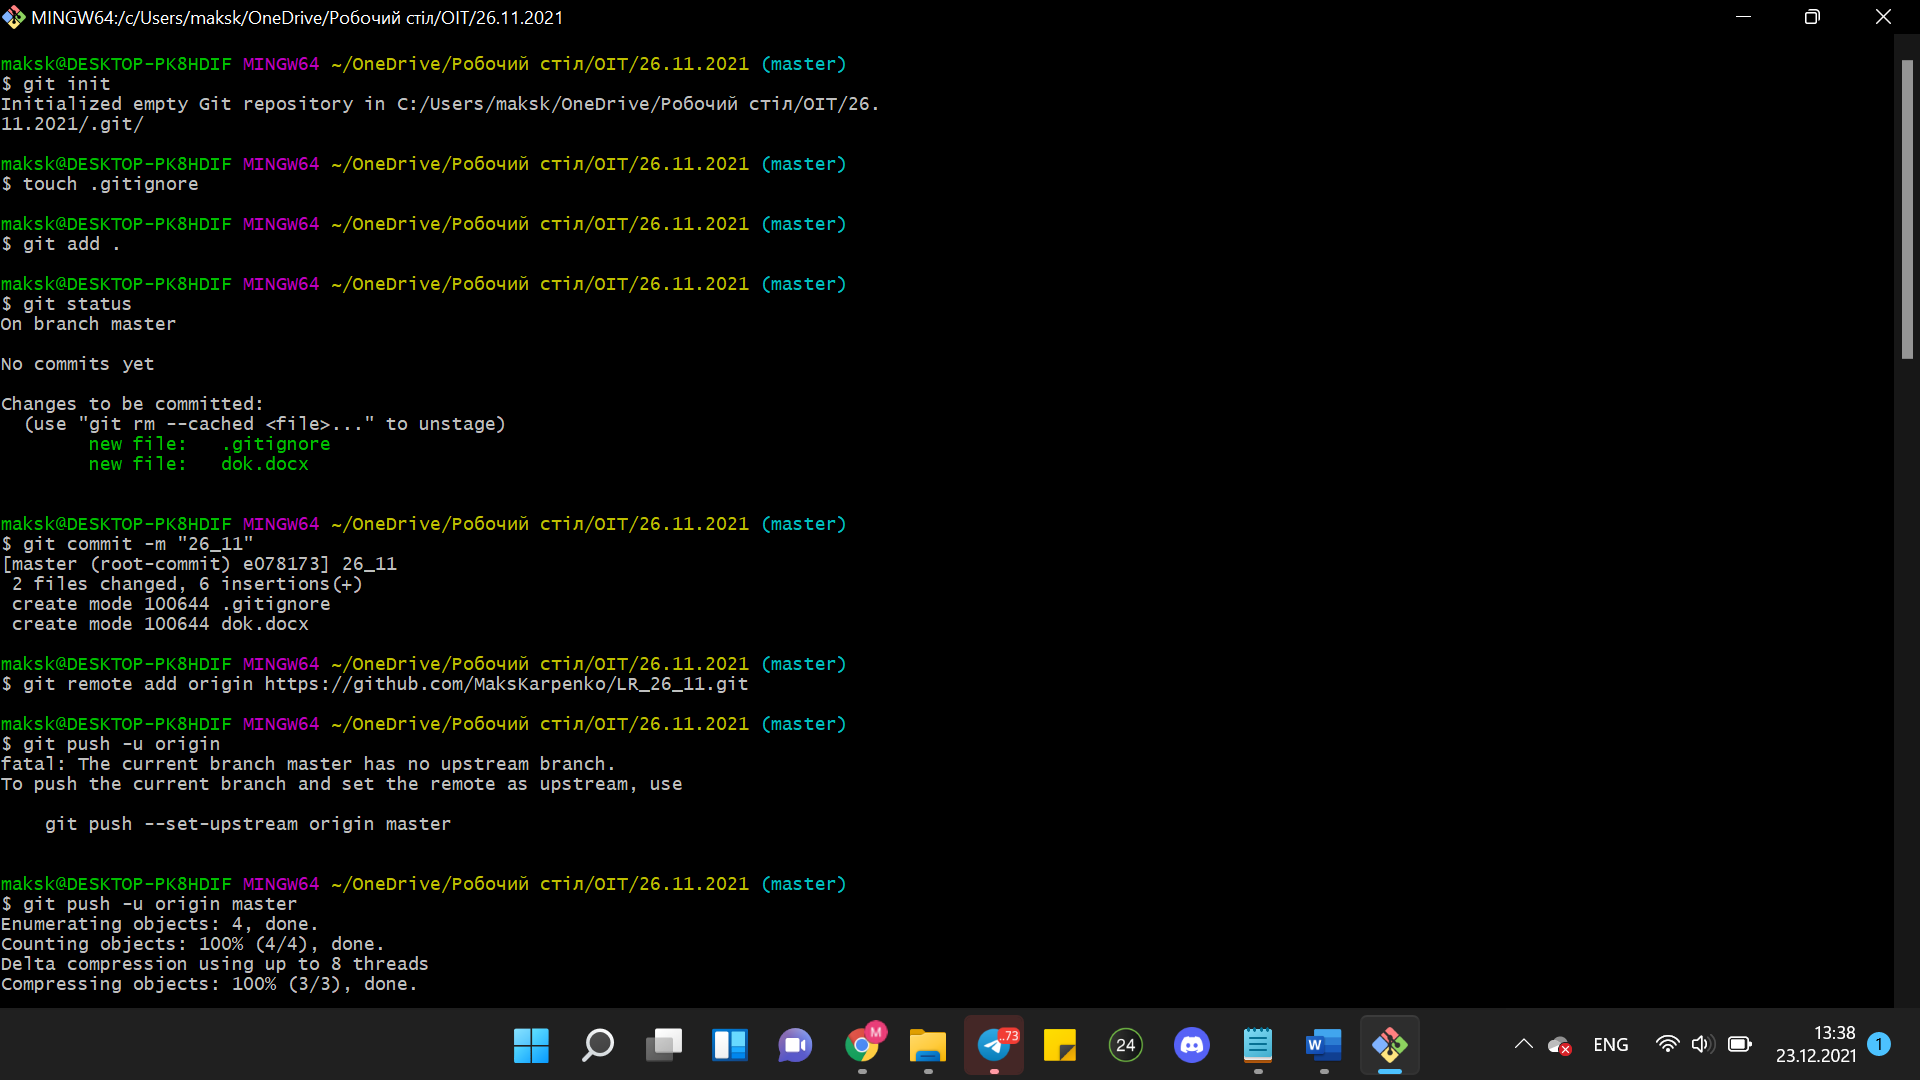 MINGW64:/c/Users/maksk/OneDrive/Робочий стіл/ОІТ/26.11.2021
maksk@DESKTOP-PK8HDIF MINGW64 ~/OneDrive/Робочий стіл/ОІТ/26.11.2021 (master)
$ git init
Initialized empty Git repository in C:/Users/maksk/OneDrive/Робочий стіл/ОІТ/26.
11.2021/.git/
maksk@DESKTOP-PK8HDIF MINGW64 ~/OneDrive/Робочий стіл/ОІТ/26.11.2021 (master)
$ touch .gitignore
maksk@DESKTOP-PK8HDIF MINGW64 ~/OneDrive/Робочий стіл/ОІТ/26.11.2021 (master)
$ git add .
maksk@DESKTOP-PK8HDIF MINGW64 ~/OneDrive/Робочий стіл/ОІТ/26.11.2021 (master)
$ git status
On branch master
No commits yet
Changes to be committed:
  (use "git rm --cached <file>..." to unstage)
        new file:   .gitignore
        new file:   dok.docx
maksk@DESKTOP-PK8HDIF MINGW64 ~/OneDrive/Робочий стіл/ОІТ/26.11.2021 (master)
$ git commit -m "26_11"
[master (root-commit) e078173] 26_11
 2 files changed, 6 insertions(+)
 create mode 100644 .gitignore
 create mode 100644 dok.docx
maksk@DESKTOP-PK8HDIF MINGW64 ~/OneDrive/Робочий стіл/ОІТ/26.11.2021 (master)
$ git remote add origin https://github.com/MaksKarpenko/LR_26_11.git
maksk@DESKTOP-PK8HDIF MINGW64 ~/OneDrive/Робочий стіл/ОІТ/26.11.2021 (master)
$ git push -u origin
fatal: The current branch master has no upstream branch.
To push the current branch and set the remote as upstream, use
    git push --set-upstream origin master
maksk@DESKTOP-PK8HDIF MINGW64 ~/OneDrive/Робочий стіл/ОІТ/26.11.2021 (master)
$ git push -u origin master
Enumerating objects: 4, done.
Counting objects: 100% (4/4), done.
Delta compression using up to 8 threads
Compressing objects: 100% (3/3), done.
M
..73
24
W
ENG
13:38
23.12.2021
1